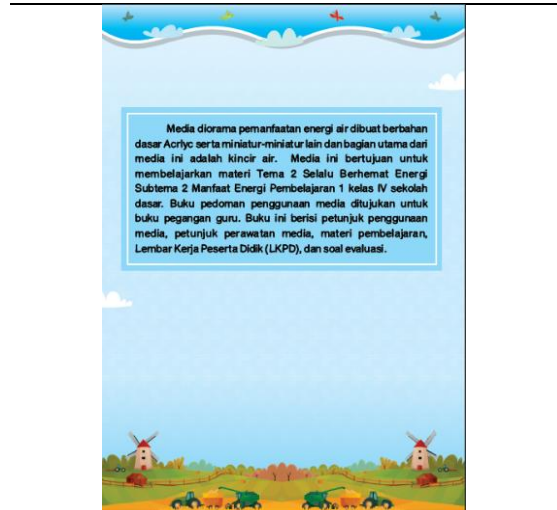 Media diorama pemanfaatan energi air dibuat berbahan
dasar Acrlyc serta miniatur-miniatur lain dan bagian utama dari
media ini adalah kincir air. Media ini bertujuan untuk
membelajarkan materi Tema 2 Selalu Berhemat Energi
Subtema 2 Manfaat Energi Pembelajaran 1 kelas IV sekolah
dasar. Buku pedoman penggunaan media ditujukan untuk
buku pegangan guru. Buku ini berisi petunjuk penggunaan
media, petunjuk perawatan media, materi pembelajaran,
Lembar Kerja Peserta Didik (LKPD), dan soal evaluasi.